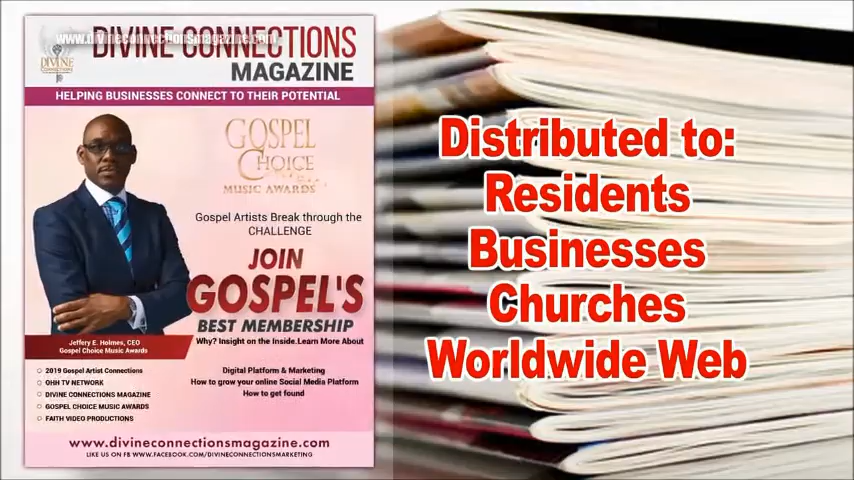 www.divineconnectionsmagazine.com
DIVINE CONNECTIONS
MAGAZINE
DIVINE
HELPING BUSINESSES CONNECT TO THEIR POTENTIAL
GOSPEL
CHOICE
MUSIC AWARDS
Gospel Artists Break through the
CHALLENGE
JOIN
GOSPEL'S
BEST MEMBERSHIP
Why? Insight on the Inside.Learn More About
Jeffery E. Holmes, CEO
Gospel Choice Music Awards
Digital Platform & Marketing
How to grow your online Social Media Platform
How to get found
2019 Gospel Artist Connections
OHH TV NETWORK
DIVINE CONNECTIONS MAGAZINE
GOSPEL CHOICE MUSIC AWARDS
FAITH VIDEO PRODUCTIONS
www.divineconnectionsmagazine.com
LIKE US ON FB WWW.FACEBOOK.COM/DIVINECONNECTIONSMARKETING
Distributed to:
Residents
Businesses
Churches
Worldwide Web